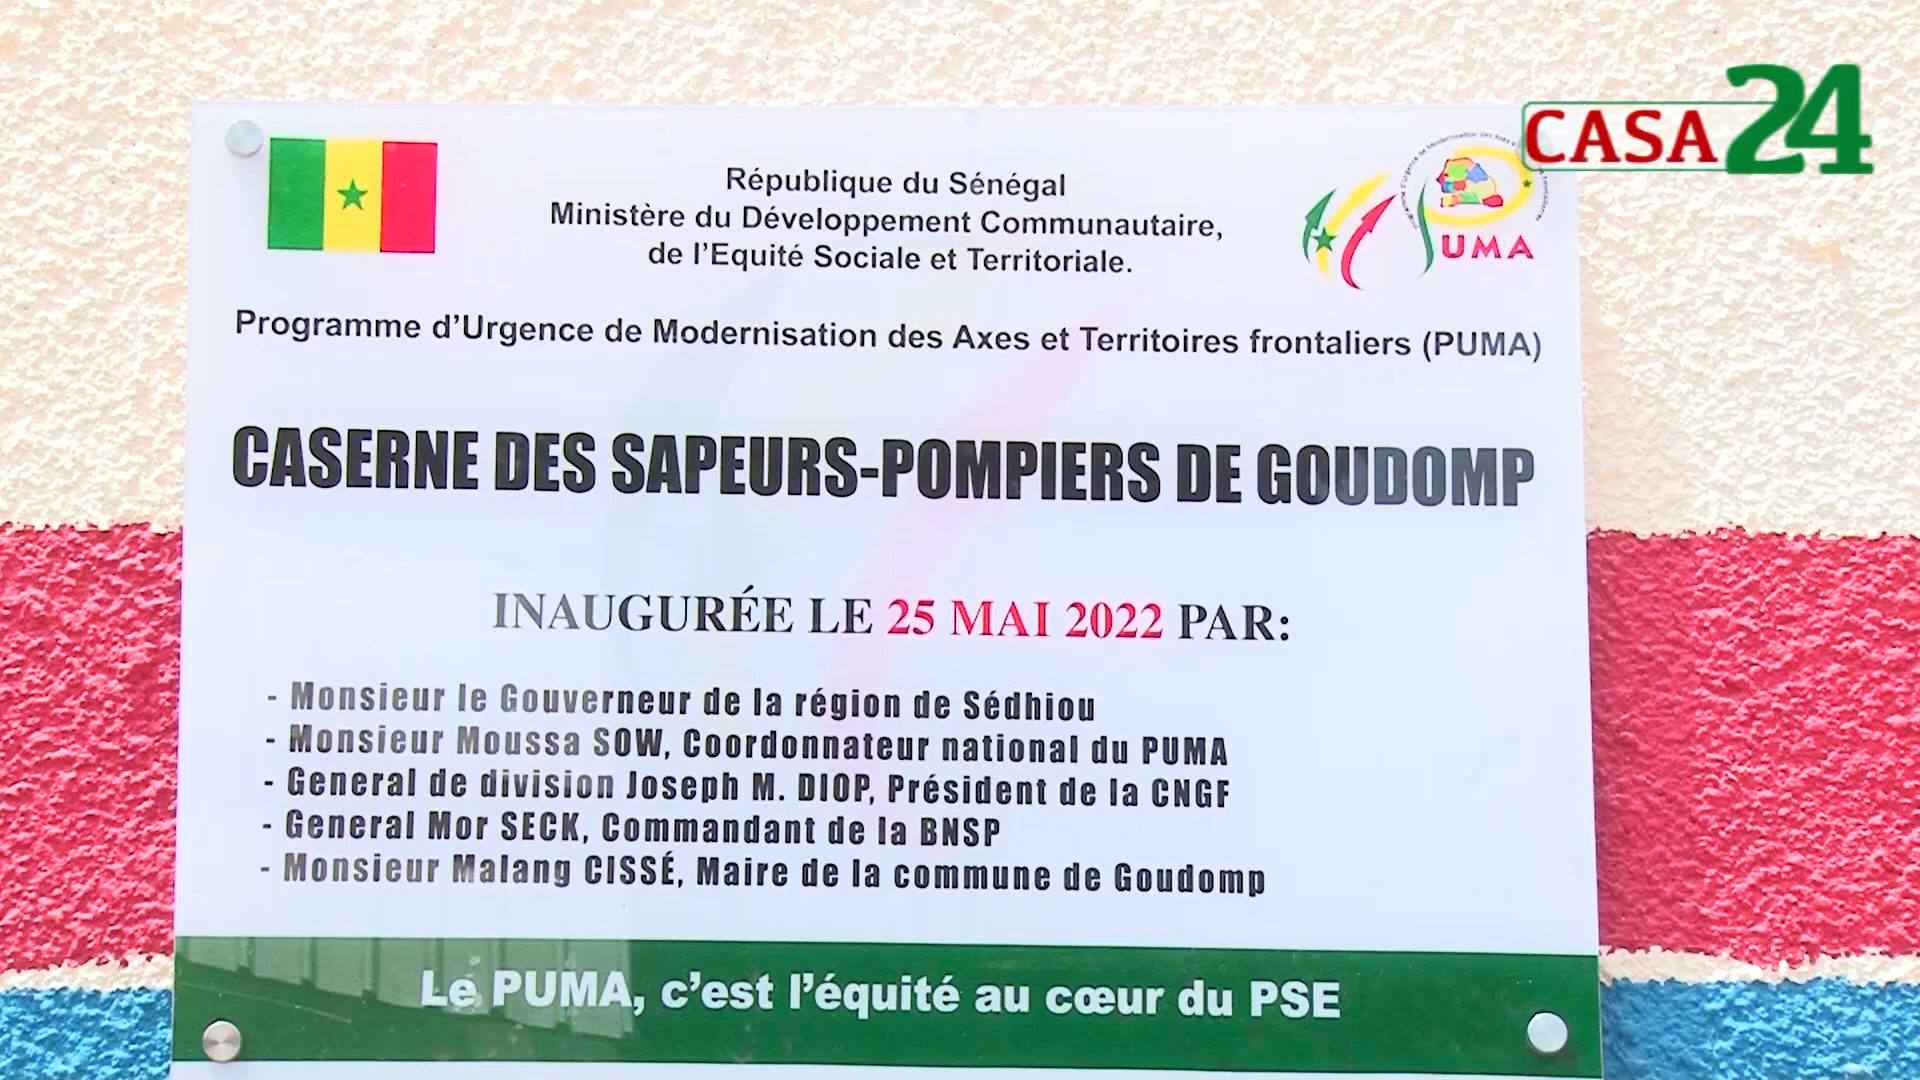 CASA 24
République du Sénégal
Ministère du Développement Communautaire,
de l'Equité Sociale et Territoriale.
PUMA
Programme d'Urgence de Modernisation des Axes et Territoires frontaliers (PUMA)
CASERNE DES SAPEURS-POMPIERS DE GOUDOMP
INAUGURÉE LE 25 MAI 2022 PAR:
- Monsieur le Gouverneur de la région de Sédhiou
- Monsieur Moussa SOW, Coordonnateur national du PUMA
- General de division Joseph M. DIOP, Président de la CNGF
- General Mor SECK, Commandant de la BNSP
- Monsieur Malang CISSÉ, Maire de la commune de Goudomp
Le PUMA, c'est l'équité au cœur du PSE